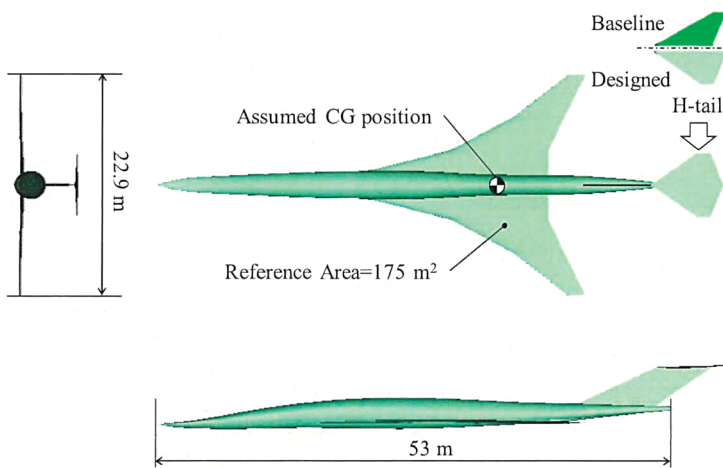 Baseline
Designed
H-tail
Assumed CG position
22.9 m
Reference Area=175 m²
53 m